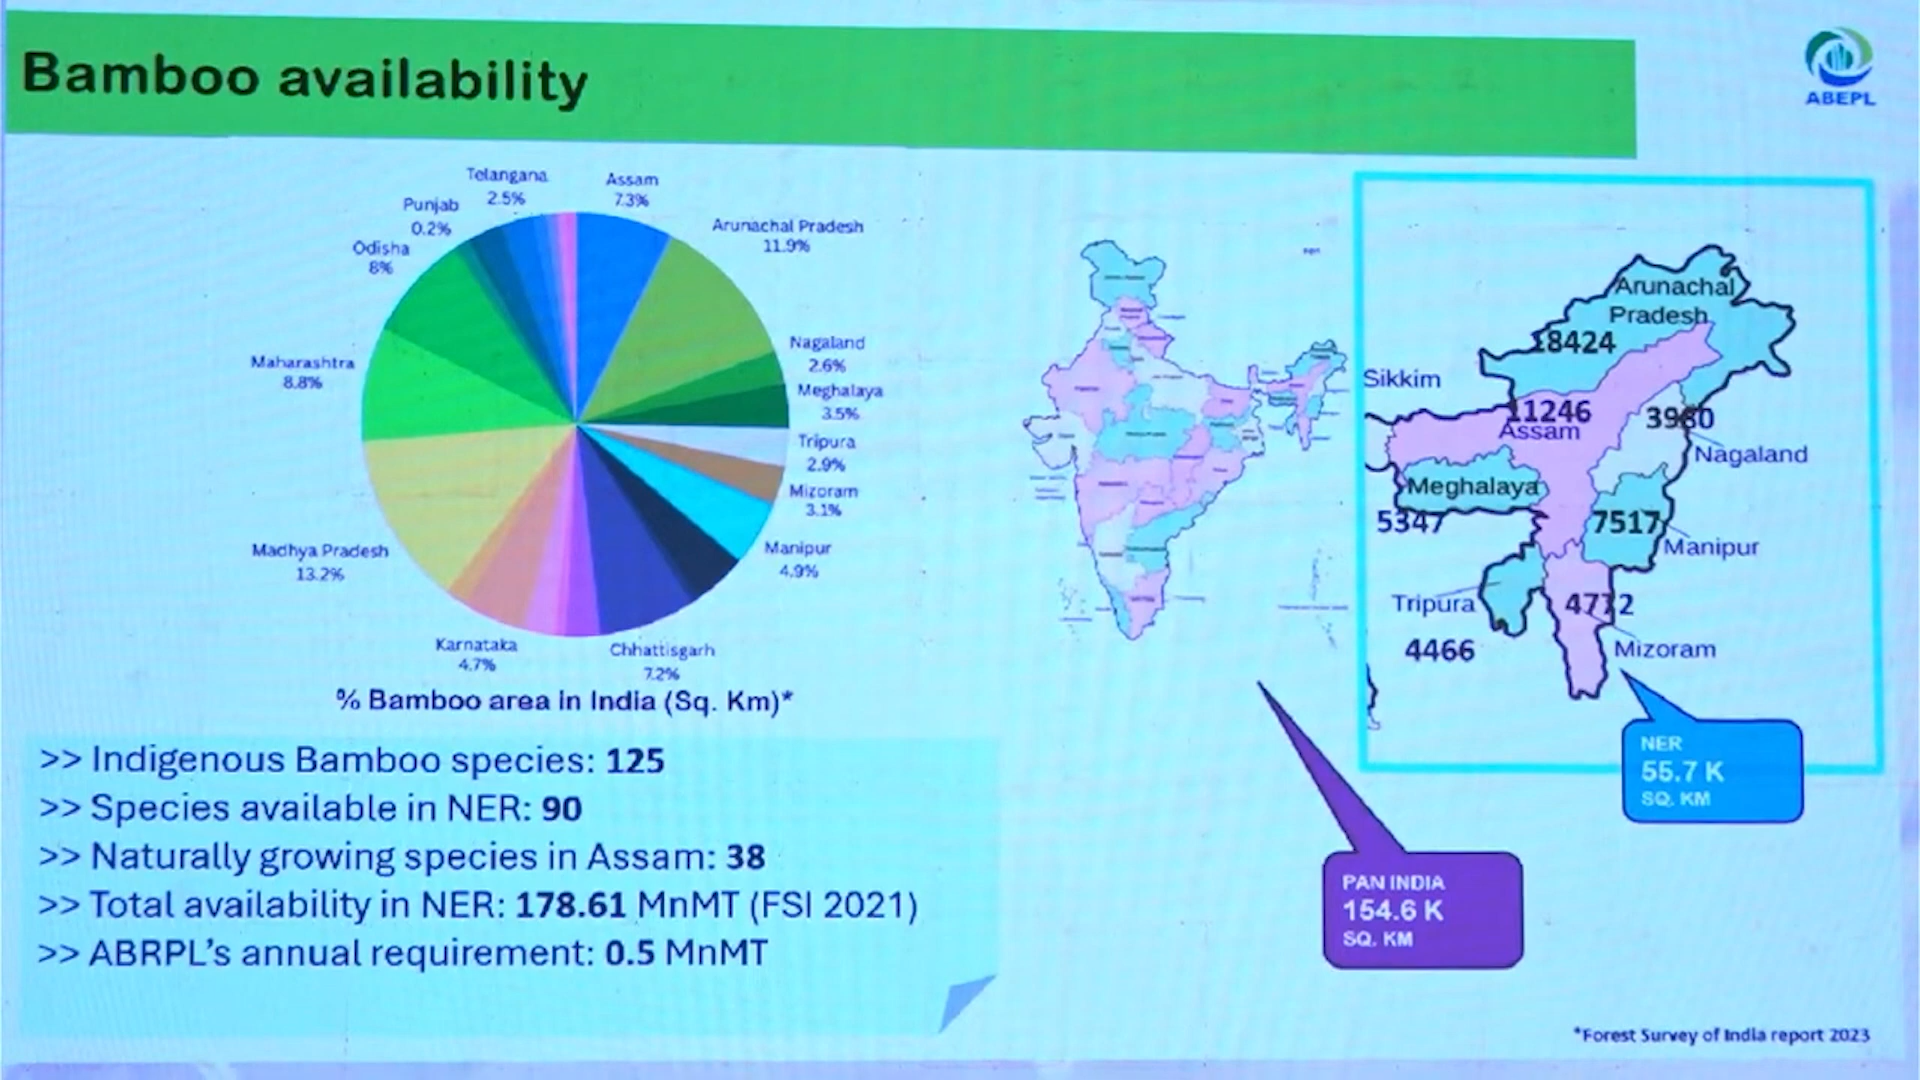 Bamboo availability
ABEPL
Telangana
2.5%
Assam
7.3%
Punjab
0.2%
Arunachal Pradesh
11.9%
Odisha
8%
Nagaland
2.6%
Maharashtra
8.8%
Meghalaya
3.5%
Tripura
2.9%
Mizoram
3.1%
Madhya Pradesh
13.2%
Manipur
4.9%
Karnataka
4.7%
Chhattisgarh
7.2%
% Bamboo area in India (Sq. Km)*
Arunachal
Pradesh
18424
Sikkim
11246
Assam
3960
Nagaland
Meghalaya
5347
7517
Manipur
Tripura
4772
4466
Mizoram
NER
55.7 K
SQ. KM
PAN INDIA
154.6 K
SQ. KM
>> Indigenous Bamboo species: 125
>> Species available in NER: 90
>> Naturally growing species in Assam: 38
>> Total availability in NER: 178.61 MnMT (FSI 2021)
>> ABRPL’s annual requirement: 0.5 MnMT
*Forest Survey of India report 2023